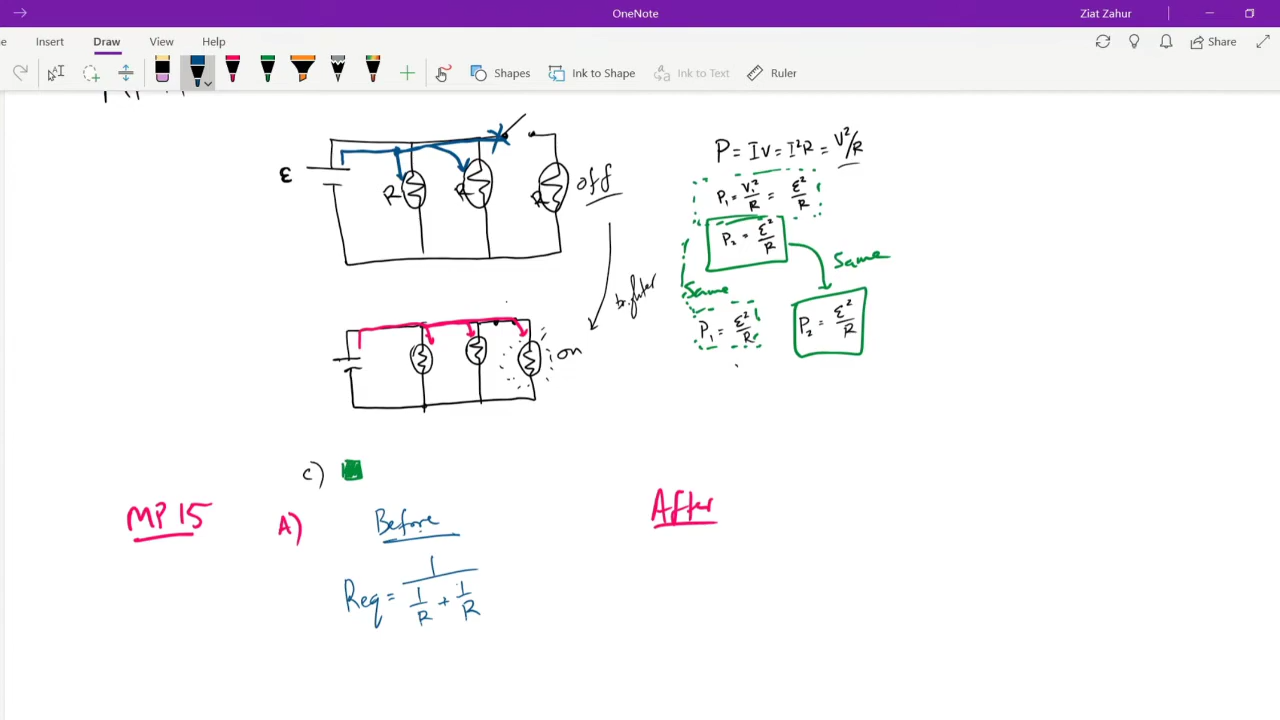 OneNote
Ziat Zahur
Insert Draw View Help
Share
Shapes
Ink to Shape
Ink to Text
Ruler
ε
R R R off
P = IV = I²R = V²/R
P₁ = V₁²/R = ε²/R
P₂ = ε²/R
Same
Same
brighter
P₁ = ε²/R
P₂ = ε²/R
on
c)
MP 15
A) Before
After
Req = 1/(1/R + 1/R)